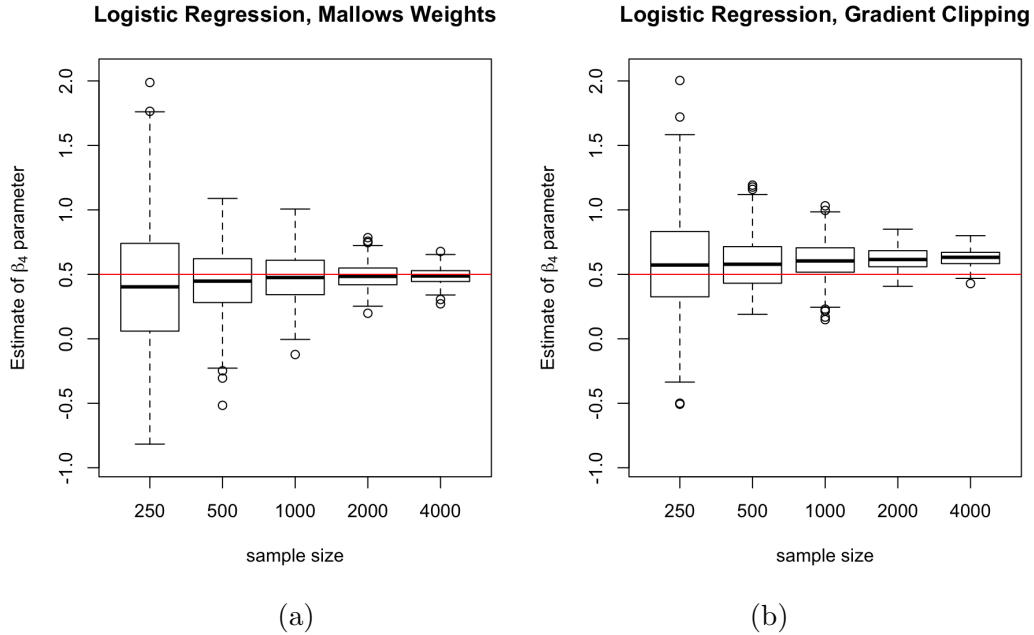 Logistic Regression, Mallows Weights
Estimate of β4 parameter
2.0
1.5
1.0
0.5
0.0
-0.5
-1.0
250 500 1000 2000 4000
sample size
(a)
Logistic Regression, Gradient Clipping
Estimate of β4 parameter
2.0
1.5
1.0
0.5
0.0
-0.5
-1.0
250 500 1000 2000 4000
sample size
(b)